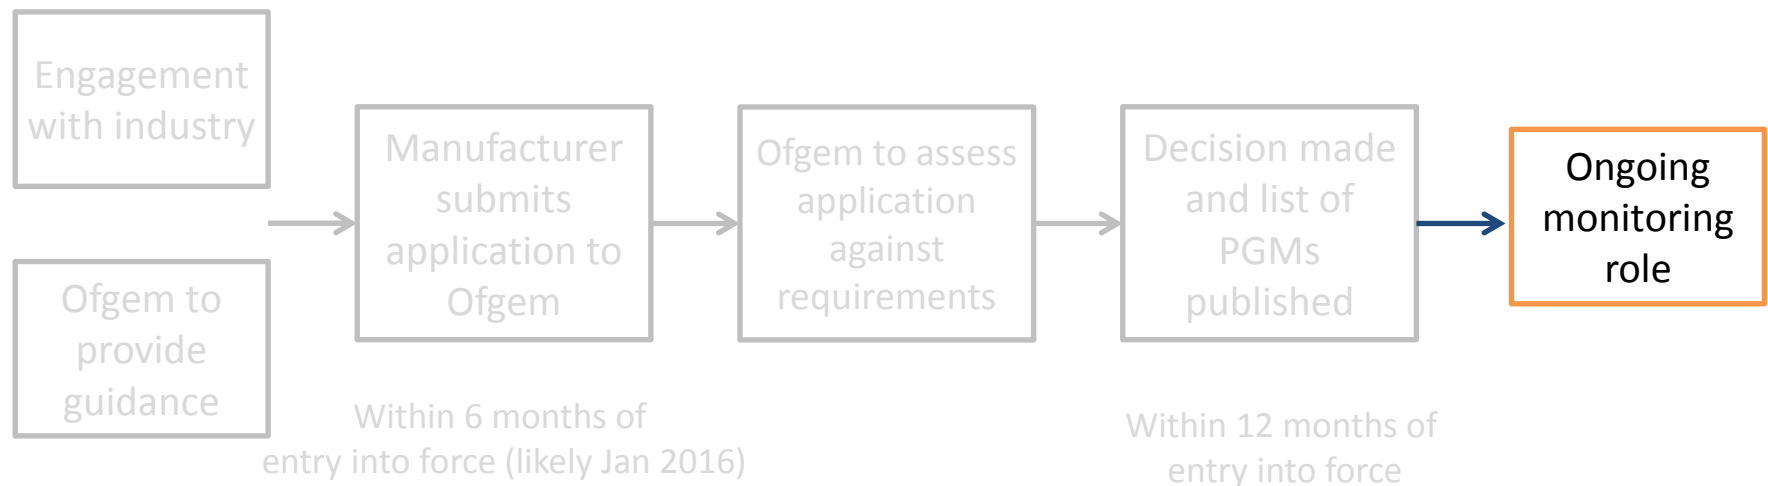 Engagement
with industry
Ofgem to
provide
guidance
Manufacturer
submits
application to
Ofgem
Within 6 months of
entry into force (likely Jan 2016)
Ofgem to assess
application
against
requirements
Decision made
and list of
PGMs
published
Within 12 months of
entry into force
Ongoing
monitoring
role